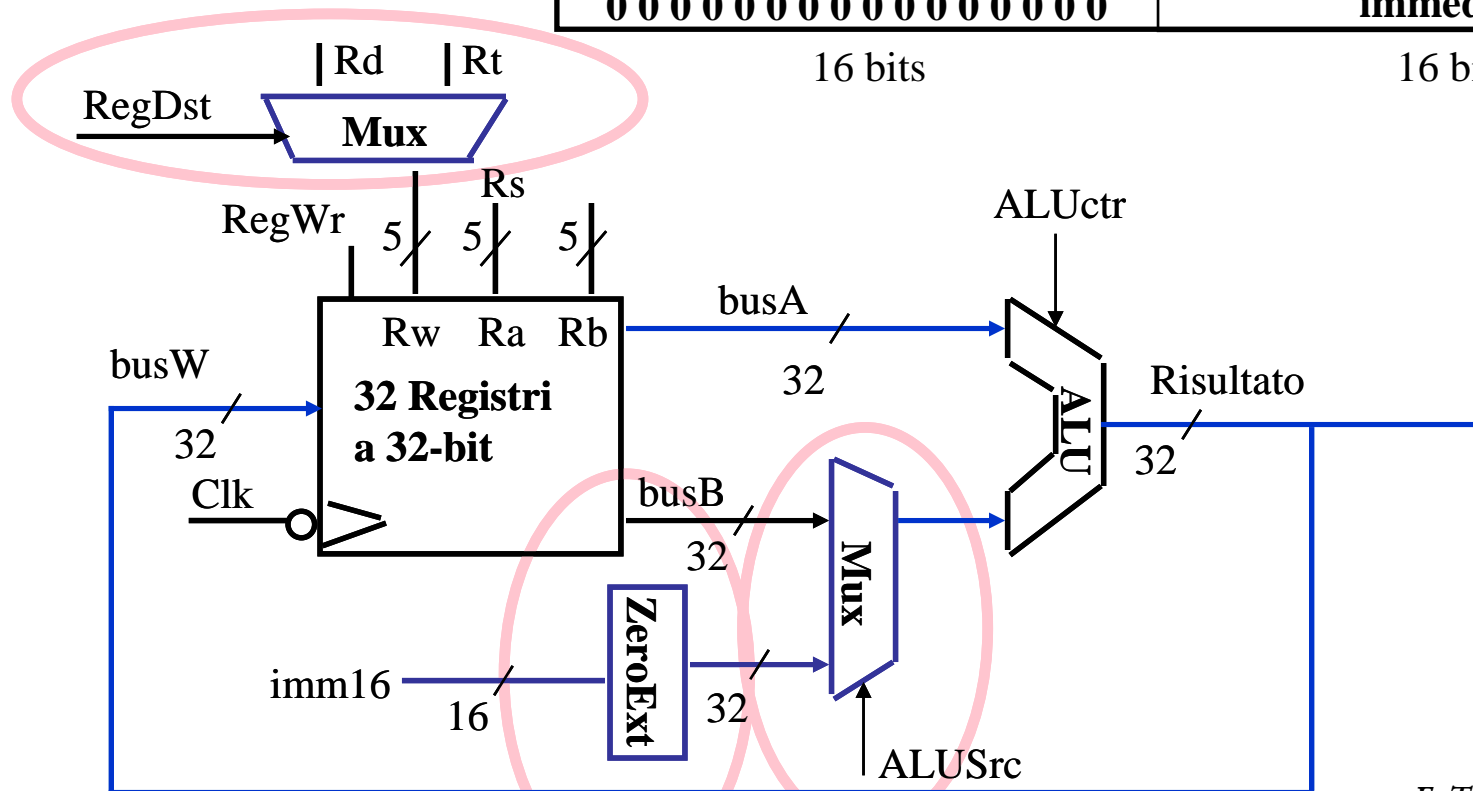 0 0 0 0 0 0 0 0 0 0 0 0 0 0 0 0
16 bits
Rd Rt
RegDst
Mux
Rs
RegWr
5 5 5
ALUctr
Rw Ra Rb
busA
32
busW
32
32 Registri
a 32-bit
Clk
ALU
Risultato
32
busB
32
Mux
ZeroExt
imm16
16
32
ALUSrc